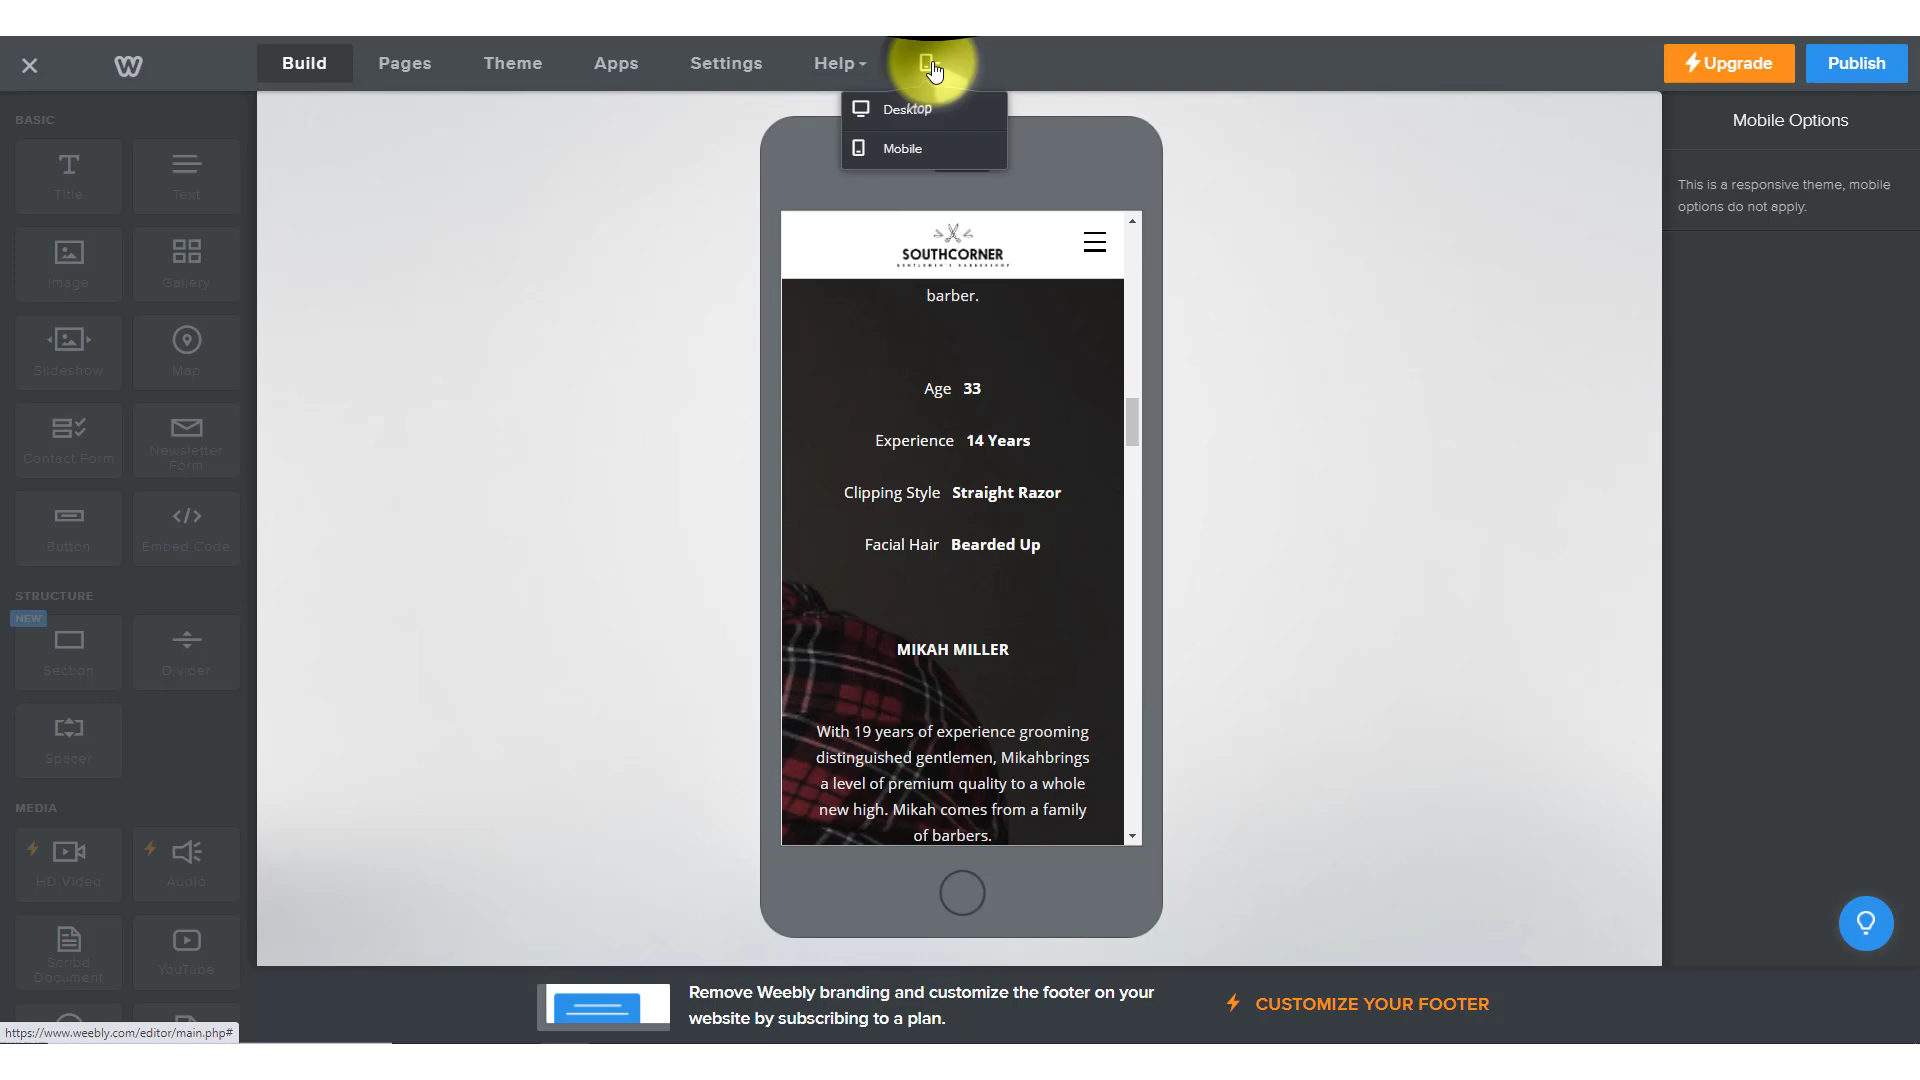 Build
Pages
Theme
Apps
Settings
Help
Upgrade
Publish
Desktop
Mobile
BASIC
Title
Text
Image
Gallery
Slideshow
Map
Contact Form
Newsletter
Form
Button
Embed Code
STRUCTURE
NEW
Section
Divider
Spacer
MEDIA
HD Video
Audio
Scribd
Document
YouTube
https://www.weebly.com/editor/main.php#
SOUTHCORNER
GENTLEMEN'S BARBERSHOP
barber.
Age 33
Experience 14 Years
Clipping Style Straight Razor
Facial Hair Bearded Up
MIKAH MILLER
With 19 years of experience grooming
distinguished gentlemen, Mikahbrings
a level of premium quality to a whole
new high. Mikah comes from a family
of barbers.
Mobile Options
This is a responsive theme, mobile
options do not apply.
Remove Weebly branding and customize the footer on your
website by subscribing to a plan.
CUSTOMIZE YOUR FOOTER